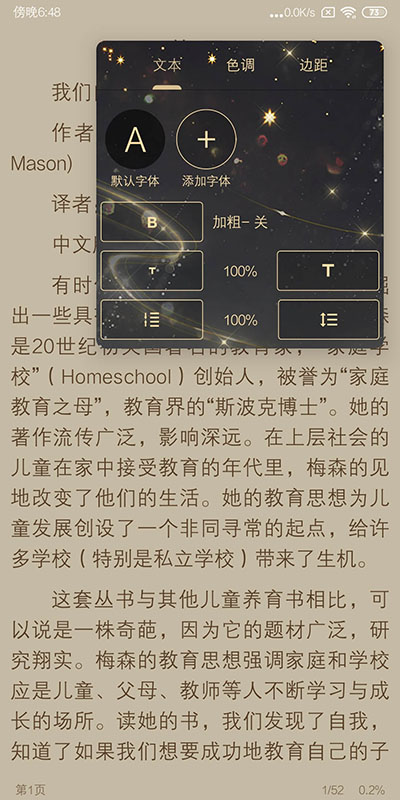 傍晚6:48
...0.0K/s
73
文本 色调 边距
我们
A +
作者
默认字体 添加字体
Mason)
译者
B 加粗- 关
中文
T 100% T
有时
出一些具
100%
是20世纪初英国著名的教育家，“家庭学
校”（Homeschool）创始人，被誉为“家庭
教育之母”，教育界的“斯波克博士”。她的
著作流传广泛，影响深远。在上层社会的
儿童在家中接受教育的年代里，梅森的见
地改变了他们的生活。她的教育思想为儿
童发展创设了一个非同寻常的起点，给许
多学校（特别是私立学校）带来了生机。
这套丛书与其他儿童养育书相比，可
以说是一株奇葩，因为它的题材广泛，研
究翔实。梅森的教育思想强调家庭和学校
应是儿童、父母、教师等人不断学习与成
长的场所。读她的书，我们发现了自我，
知道了如果我们想要成功地教育自己的子
第1页 1/52 0.2%